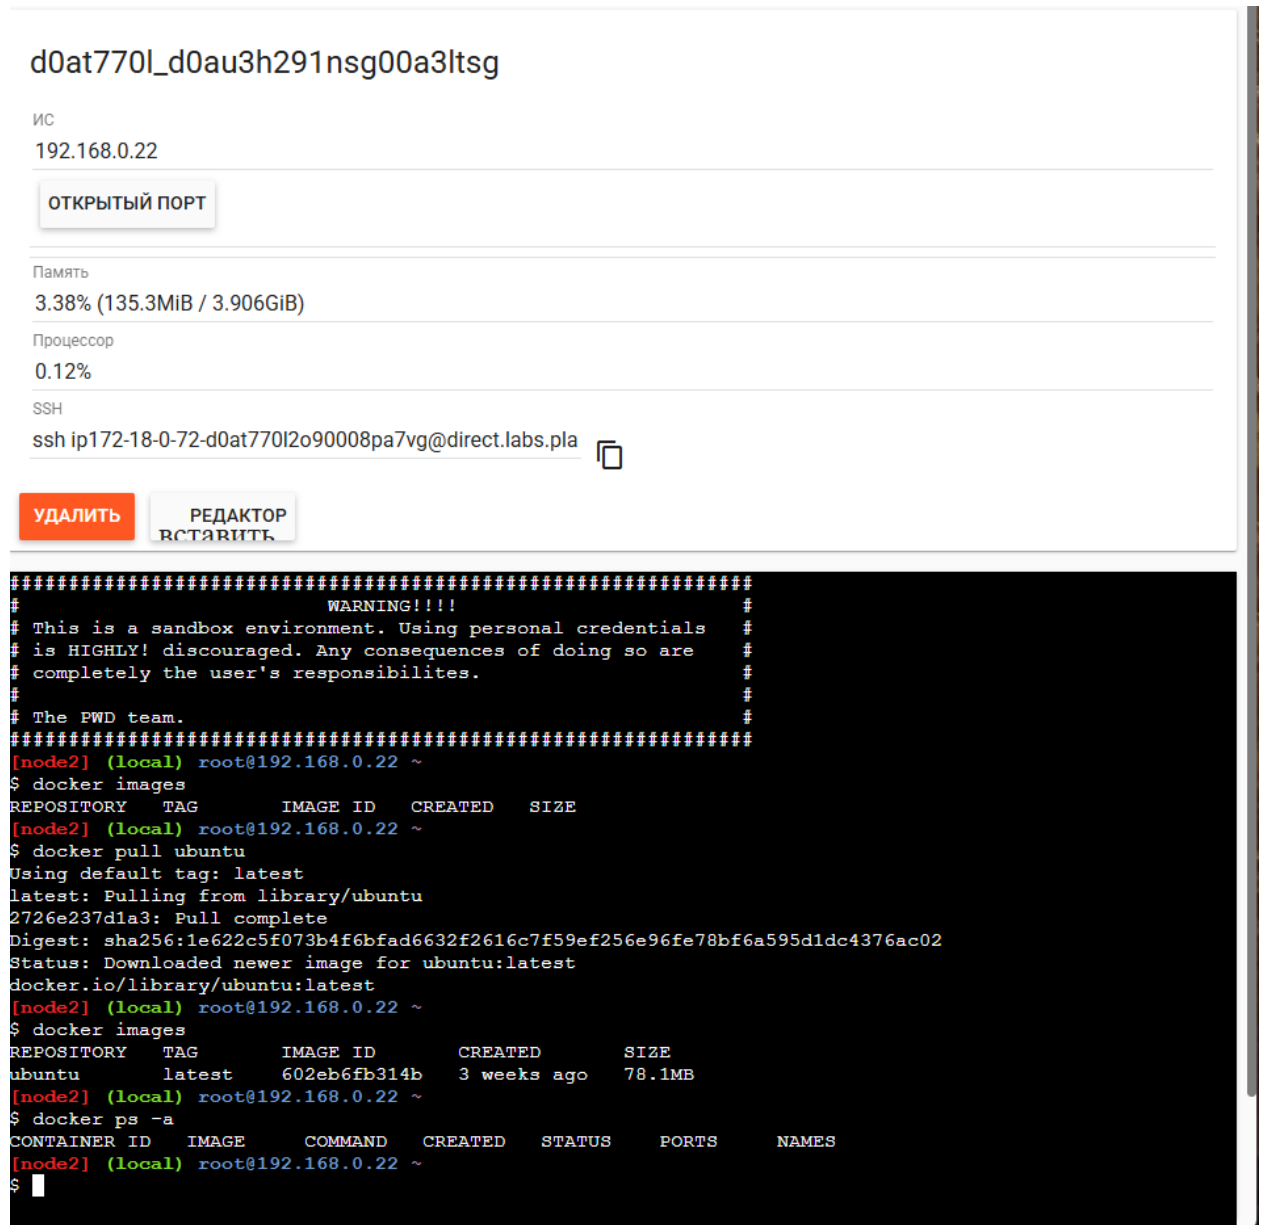 d0at770l_d0au3h291nsg00a3ltsg
ИС
192.168.0.22
ОТКРЫТЫЙ ПОРТ
Память
3.38% (135.3MiB / 3.906GiB)
Процессор
0.12%
SSH
ssh ip172-18-0-72-d0at770l2o90008pa7vg@direct.labs.pla
УДАЛИТЬ
РЕДАКТОР
вставить
###############################################################
# WARNING!!!! #
# This is a sandbox environment. Using personal credentials #
# is HIGHLY! discouraged. Any consequences of doing so are #
# completely the user's responsibilites. #
# #
# The PWD team. #
###############################################################
[node2] (local) root@192.168.0.22 ~
$ docker images
REPOSITORY TAG IMAGE ID CREATED SIZE
[node2] (local) root@192.168.0.22 ~
$ docker pull ubuntu
Using default tag: latest
latest: Pulling from library/ubuntu
2726e237d1a3: Pull complete
Digest: sha256:1e622c5f073b4f6bfad6632f2616c7f59ef256e96fe78bf6a595d1dc4376ac02
Status: Downloaded newer image for ubuntu:latest
docker.io/library/ubuntu:latest
[node2] (local) root@192.168.0.22 ~
$ docker images
REPOSITORY TAG IMAGE ID CREATED SIZE
ubuntu latest 602eb6fb314b 3 weeks ago 78.1MB
[node2] (local) root@192.168.0.22 ~
$ docker ps -a
CONTAINER ID IMAGE COMMAND CREATED STATUS PORTS NAMES
[node2] (local) root@192.168.0.22 ~
$